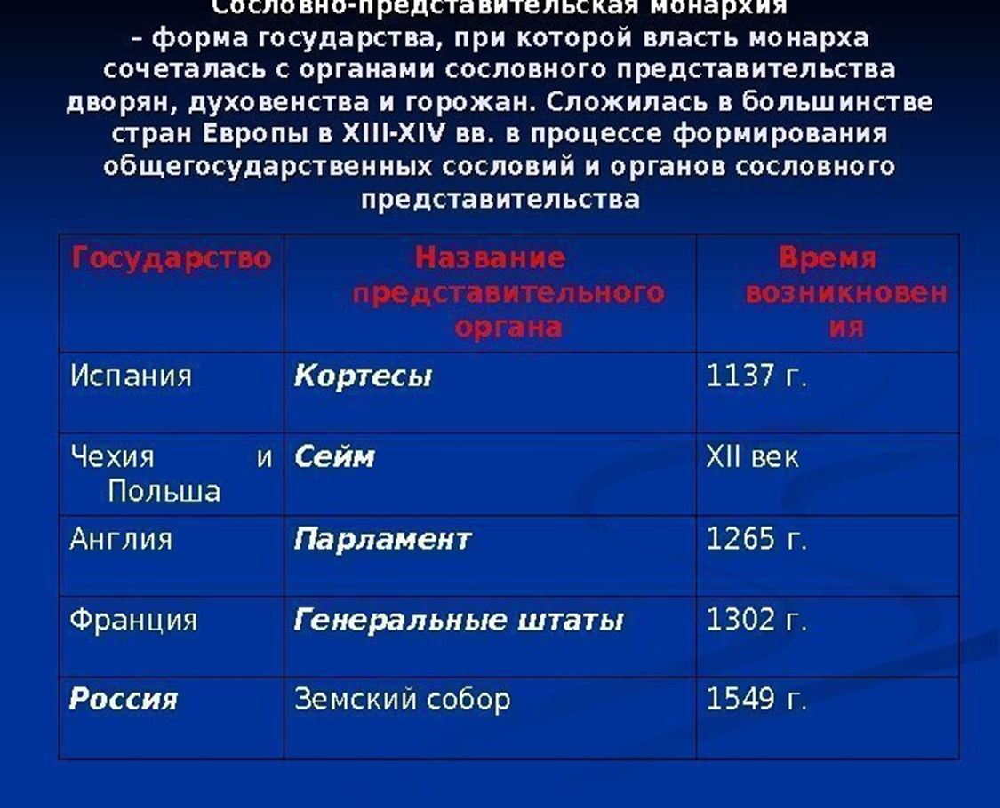 Сословно-представительская монархия
– форма государства, при которой власть монарха
сочеталась с органами сословного представительства
дворян, духовенства и горожан. Сложилась в большинстве
стран Европы в XIII-XIV вв. в процессе формирования
общегосударственных сословий и органов сословного
представительства
Государство
Название
представительного
органа
Время
возникновен
ия
Испания
Кортесы
1137 г.
Чехия и
Польша
Сейм
XII век
Англия
Парламент
1265 г.
Франция
Генеральные штаты
1302 г.
Россия
Земский собор
1549 г.